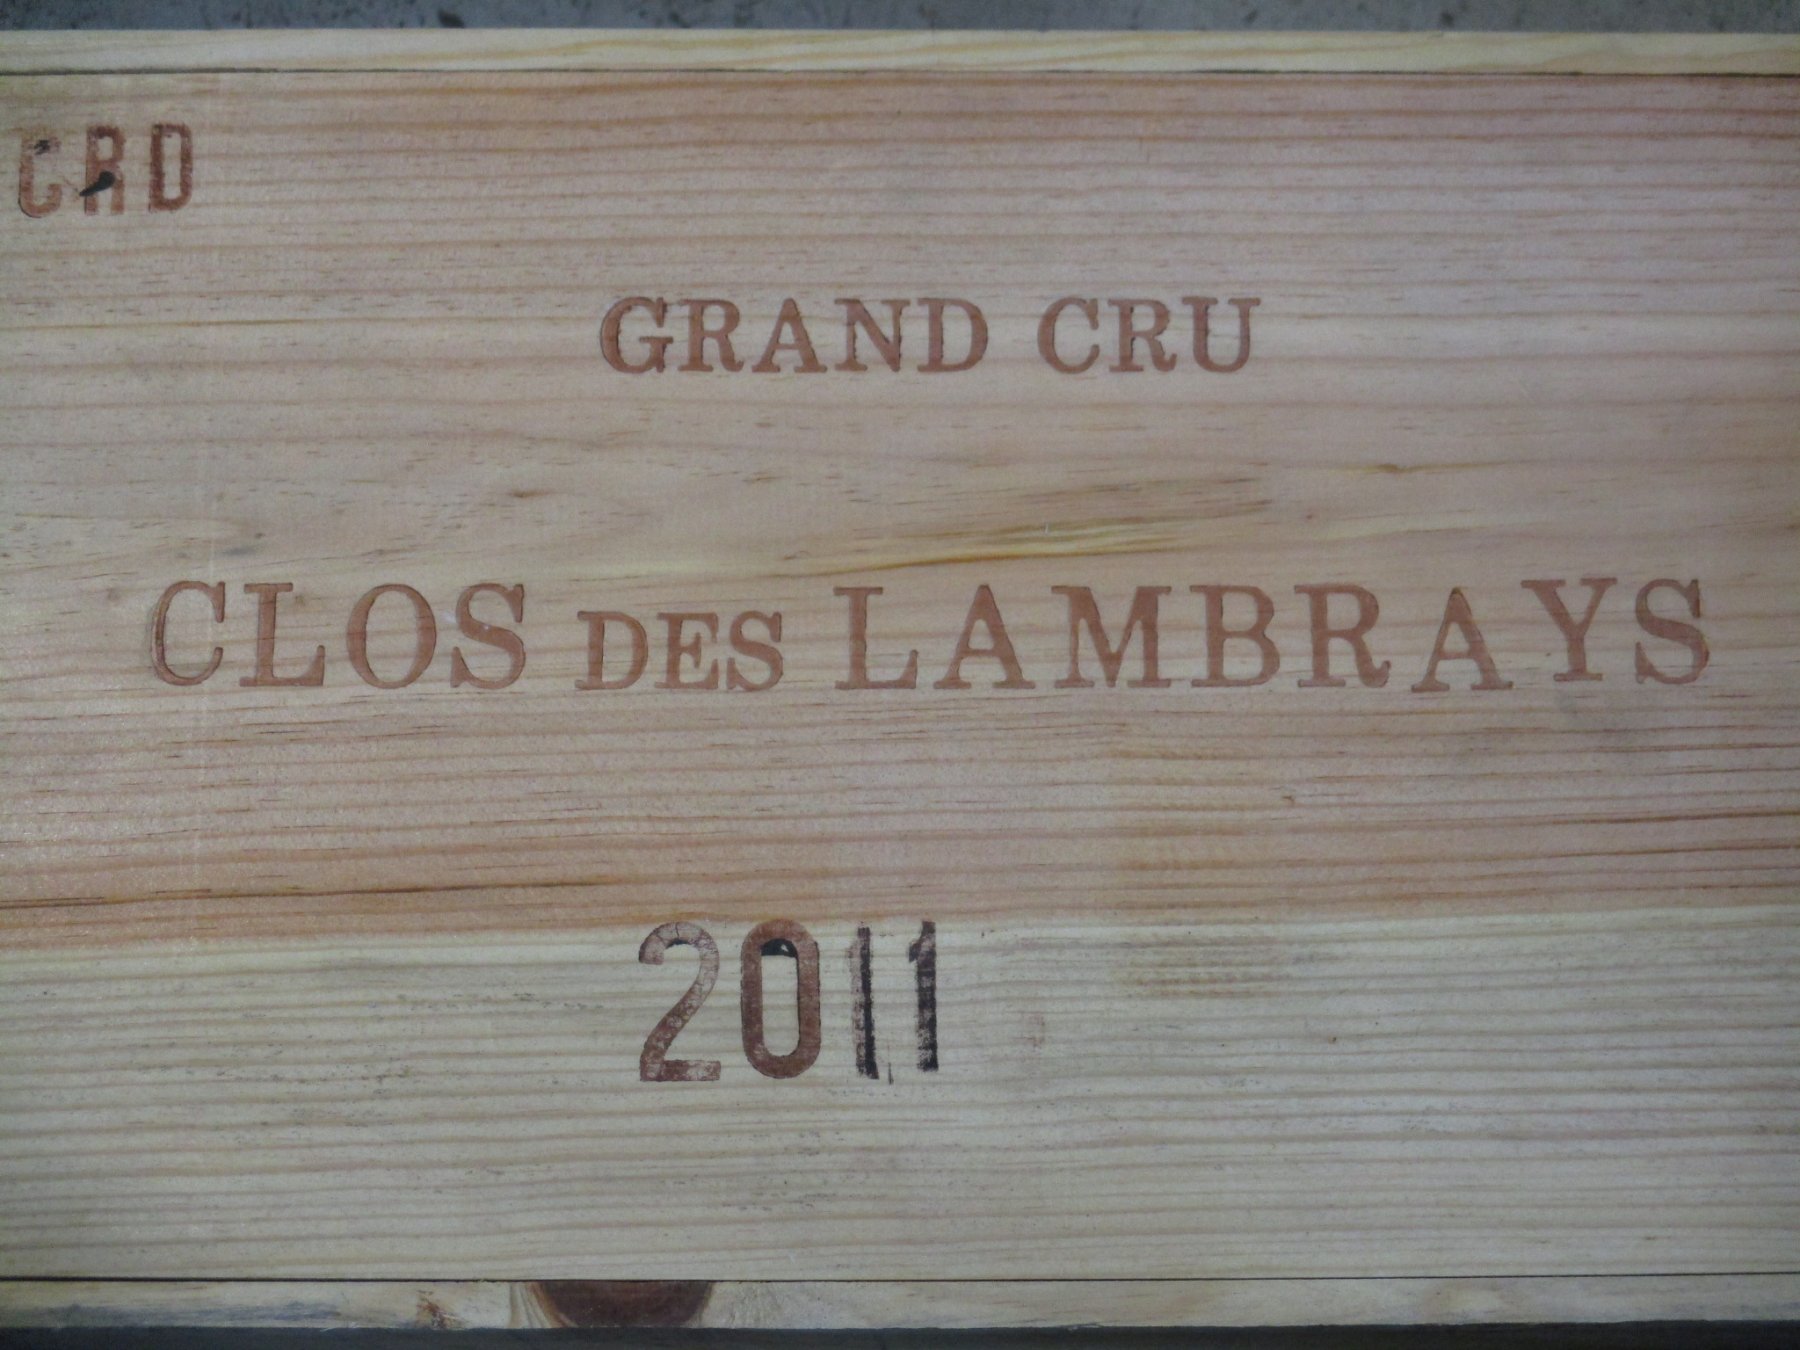 CRD
GRAND CRU
CLOS DES LAMBRAYS
2011